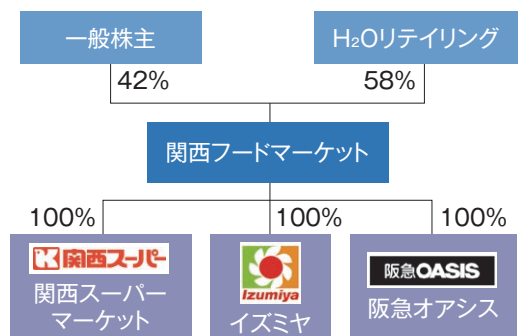 一般株主
H₂Oリテイリング
42%
58%
関西フードマーケット
100%
100%
100%
関西スーパー
Izumiya
阪急OASIS
関西スーパー
マーケット
イズミヤ
阪急オアシス